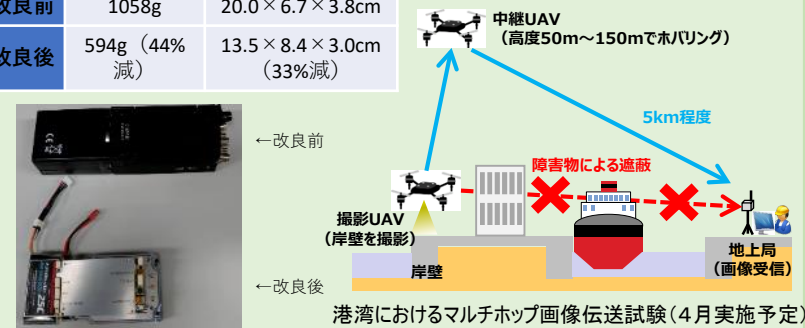 改良前 1058g 20.0×6.7×3.8cm
改良後 594g（44%減） 13.5×8.4×3.0cm（33%減）
←改良前
←改良後
中継UAV
（高度50m～150mでホバリング）
5km程度
障害物による遮蔽
撮影UAV
（岸壁を撮影）
岸壁
地上局
（画像受信）
港湾におけるマルチホップ画像伝送試験（4月実施予定）